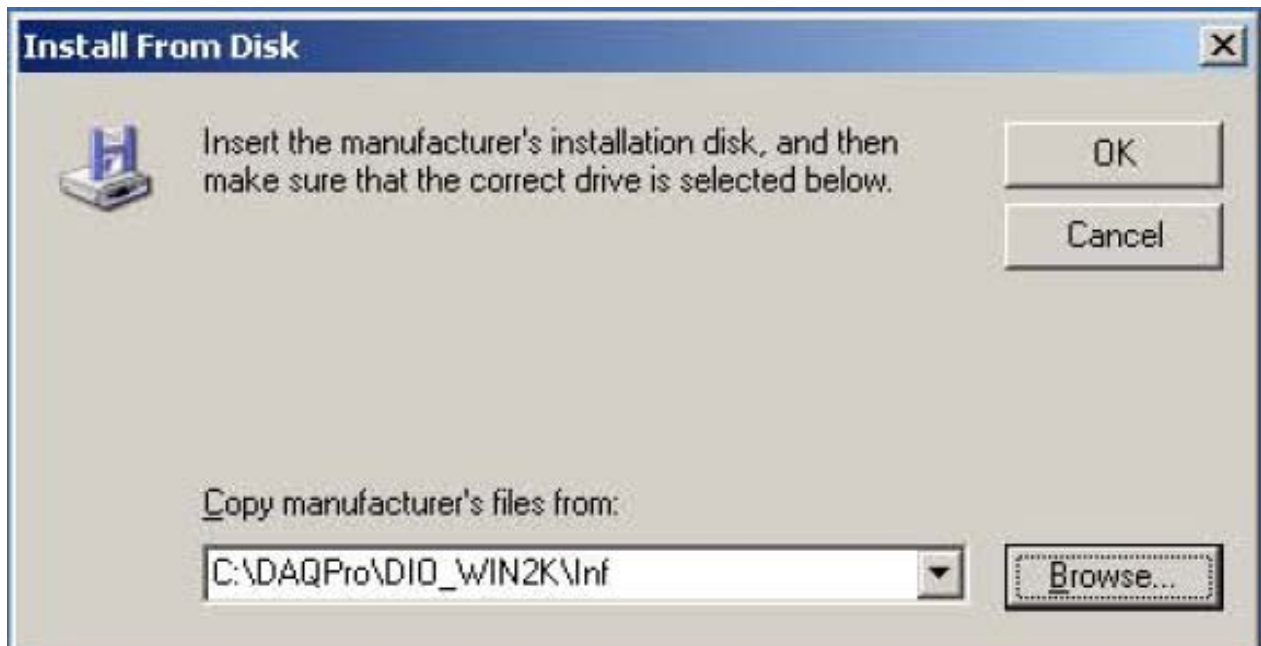 Install From Disk
Insert the manufacturer's installation disk, and then
make sure that the correct drive is selected below.
OK
Cancel
Copy manufacturer's files from:
C:\DAQPro\DIO_WIN2K\Inf
Browse...